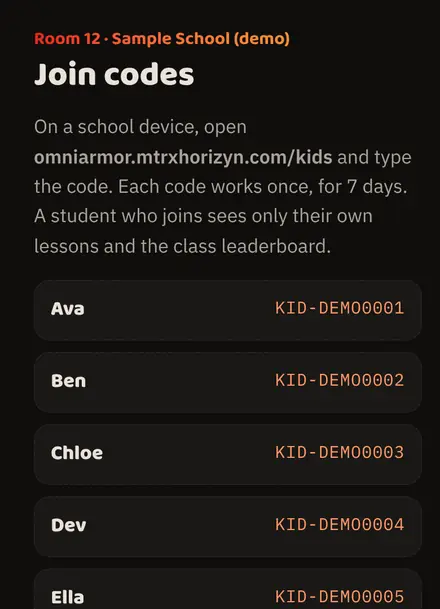 Room 12 · Sample School (demo)
Join codes
On a school device, open
omniarmor.mtrxhorizyn.com/kids and type
the code. Each code works once, for 7 days.
A student who joins sees only their own
lessons and the class leaderboard.
Ava KID-DEMO0001
Ben KID-DEMO0002
Chloe KID-DEMO0003
Dev KID-DEMO0004
Ella KID-DEMO0005